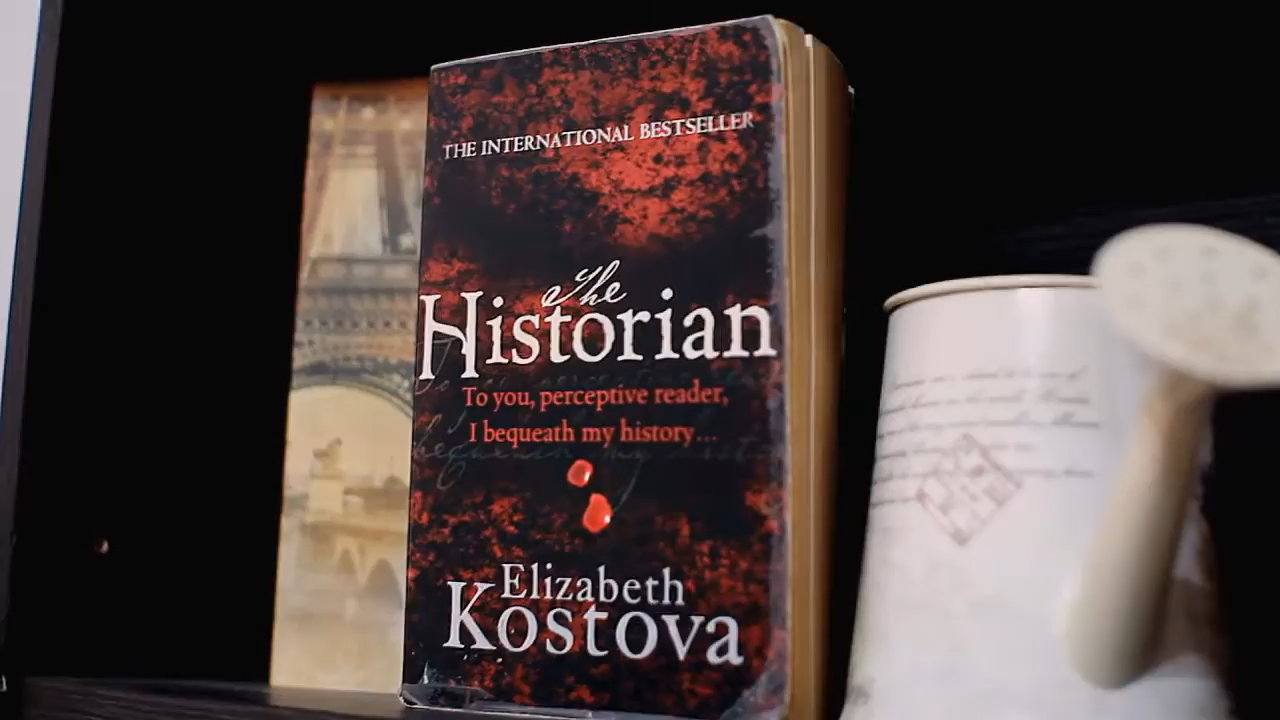 THE INTERNATIONAL BESTSELLER
The
Historian
To you, perceptive reader,
I bequeath my history...
Elizabeth
Kostova